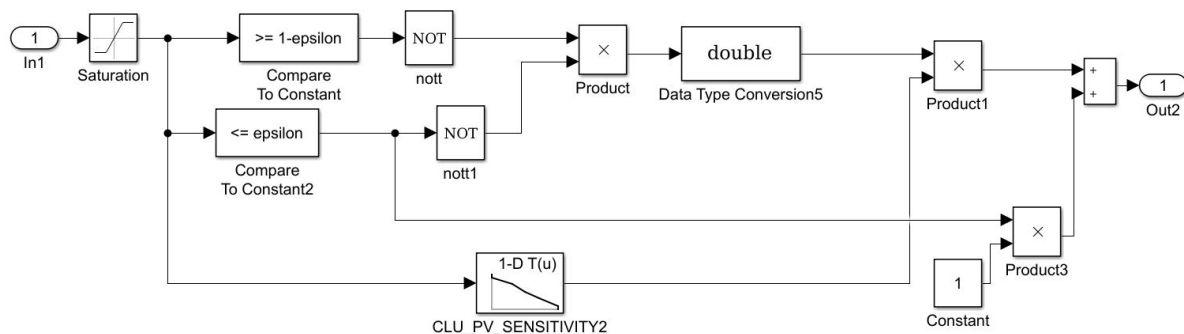 1
In1
Saturation
>= 1-epsilon
Compare
To Constant
NOT
nott
×
Product
double
Data Type Conversion5
×
Product1
+
+
1
Out2
<= epsilon
Compare
To Constant2
NOT
nott1
×
Product3
1-D T(u)
CLU_PV_SENSITIVITY2
1
Constant